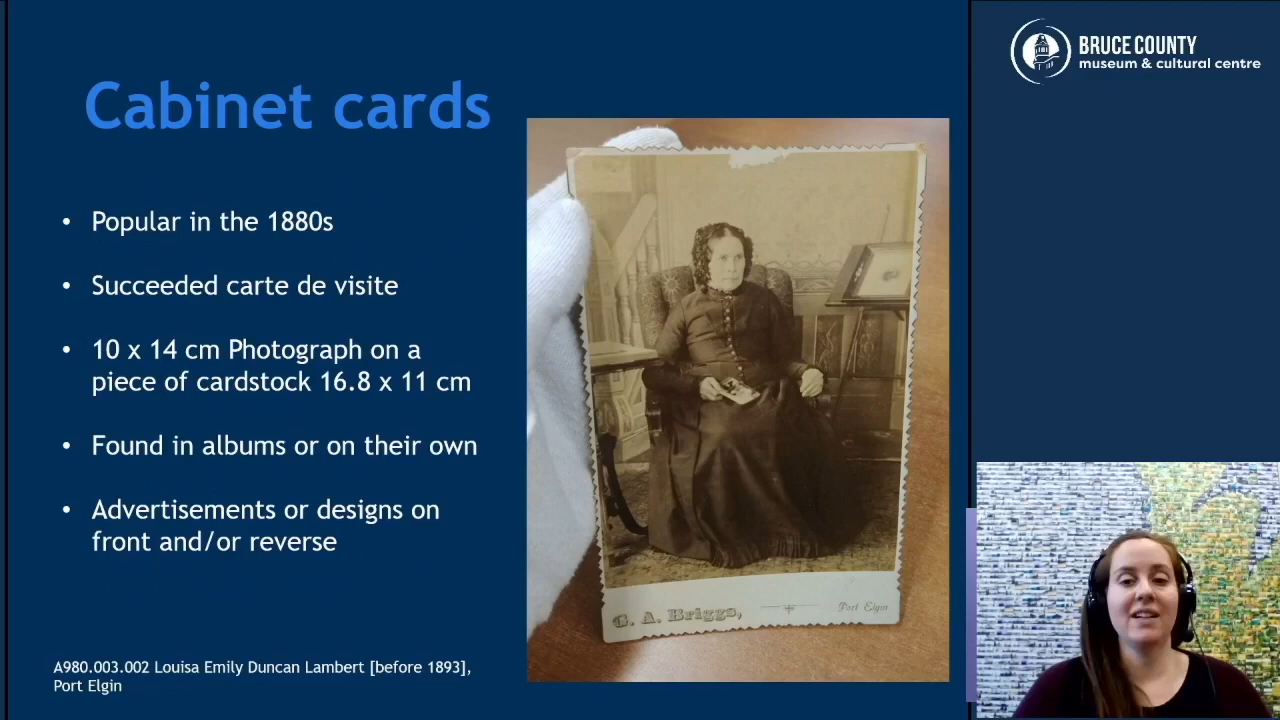 BRUCE COUNTY
museum & cultural centre
Cabinet cards
• Popular in the 1880s
• Succeeded carte de visite
• 10 x 14 cm Photograph on a
piece of cardstock 16.8 x 11 cm
• Found in albums or on their own
• Advertisements or designs on
front and/or reverse
G. A. Briggs, Port Elgin
A980.003.002 Louisa Emily Duncan Lambert [before 1893],
Port Elgin